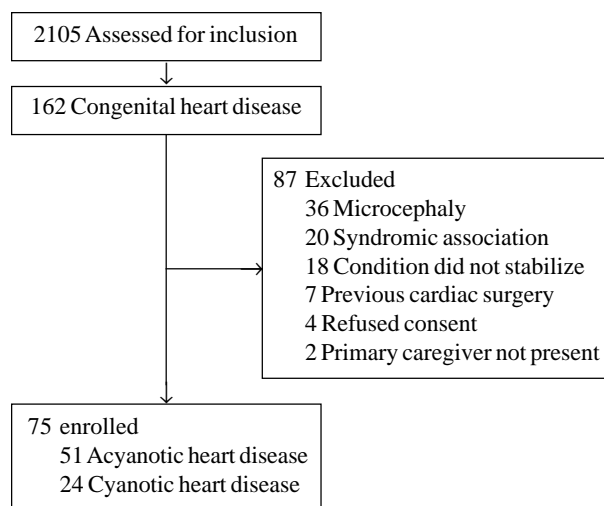 2105 Assessed for inclusion
162 Congenital heart disease
87 Excluded
36 Microcephaly
20 Syndromic association
18 Condition did not stabilize
7 Previous cardiac surgery
4 Refused consent
2 Primary caregiver not present
75 enrolled
51 Acyanotic heart disease
24 Cyanotic heart disease